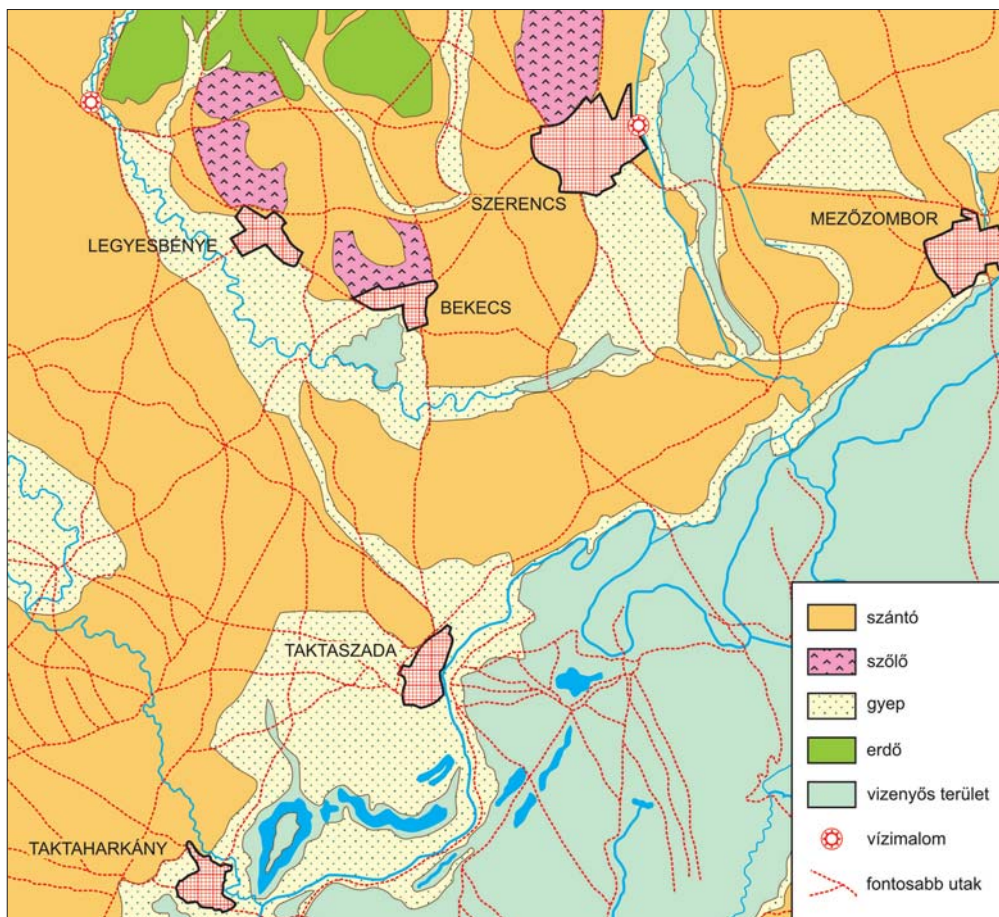 SZERENCS
MEZŐZOMBOR
LEGYESBÉNYE
BEKECS
TAKTASZADA
TAKTAHARKÁNY
szántó
szőlő
gyep
erdő
vizenyős terület
vízimalom
fontosabb utak